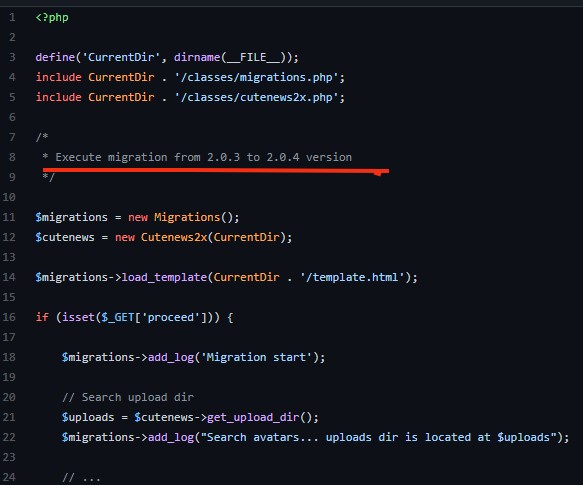 1 <?php
2
3 define('CurrentDir', dirname(__FILE__));
4 include CurrentDir . '/classes/migrations.php';
5 include CurrentDir . '/classes/cutenews2x.php';
6
7 /*
8 * Execute migration from 2.0.3 to 2.0.4 version
9 */
10
11 $migrations = new Migrations();
12 $cutenews = new Cutenews2x(CurrentDir);
13
14 $migrations->load_template(CurrentDir . '/template.html');
15
16 if (isset($_GET['proceed'])) {
17
18 $migrations->add_log('Migration start');
19
20 // Search upload dir
21 $uploads = $cutenews->get_upload_dir();
22 $migrations->add_log("Search avatars... uploads dir is located at $uploads");
23
24 // ...